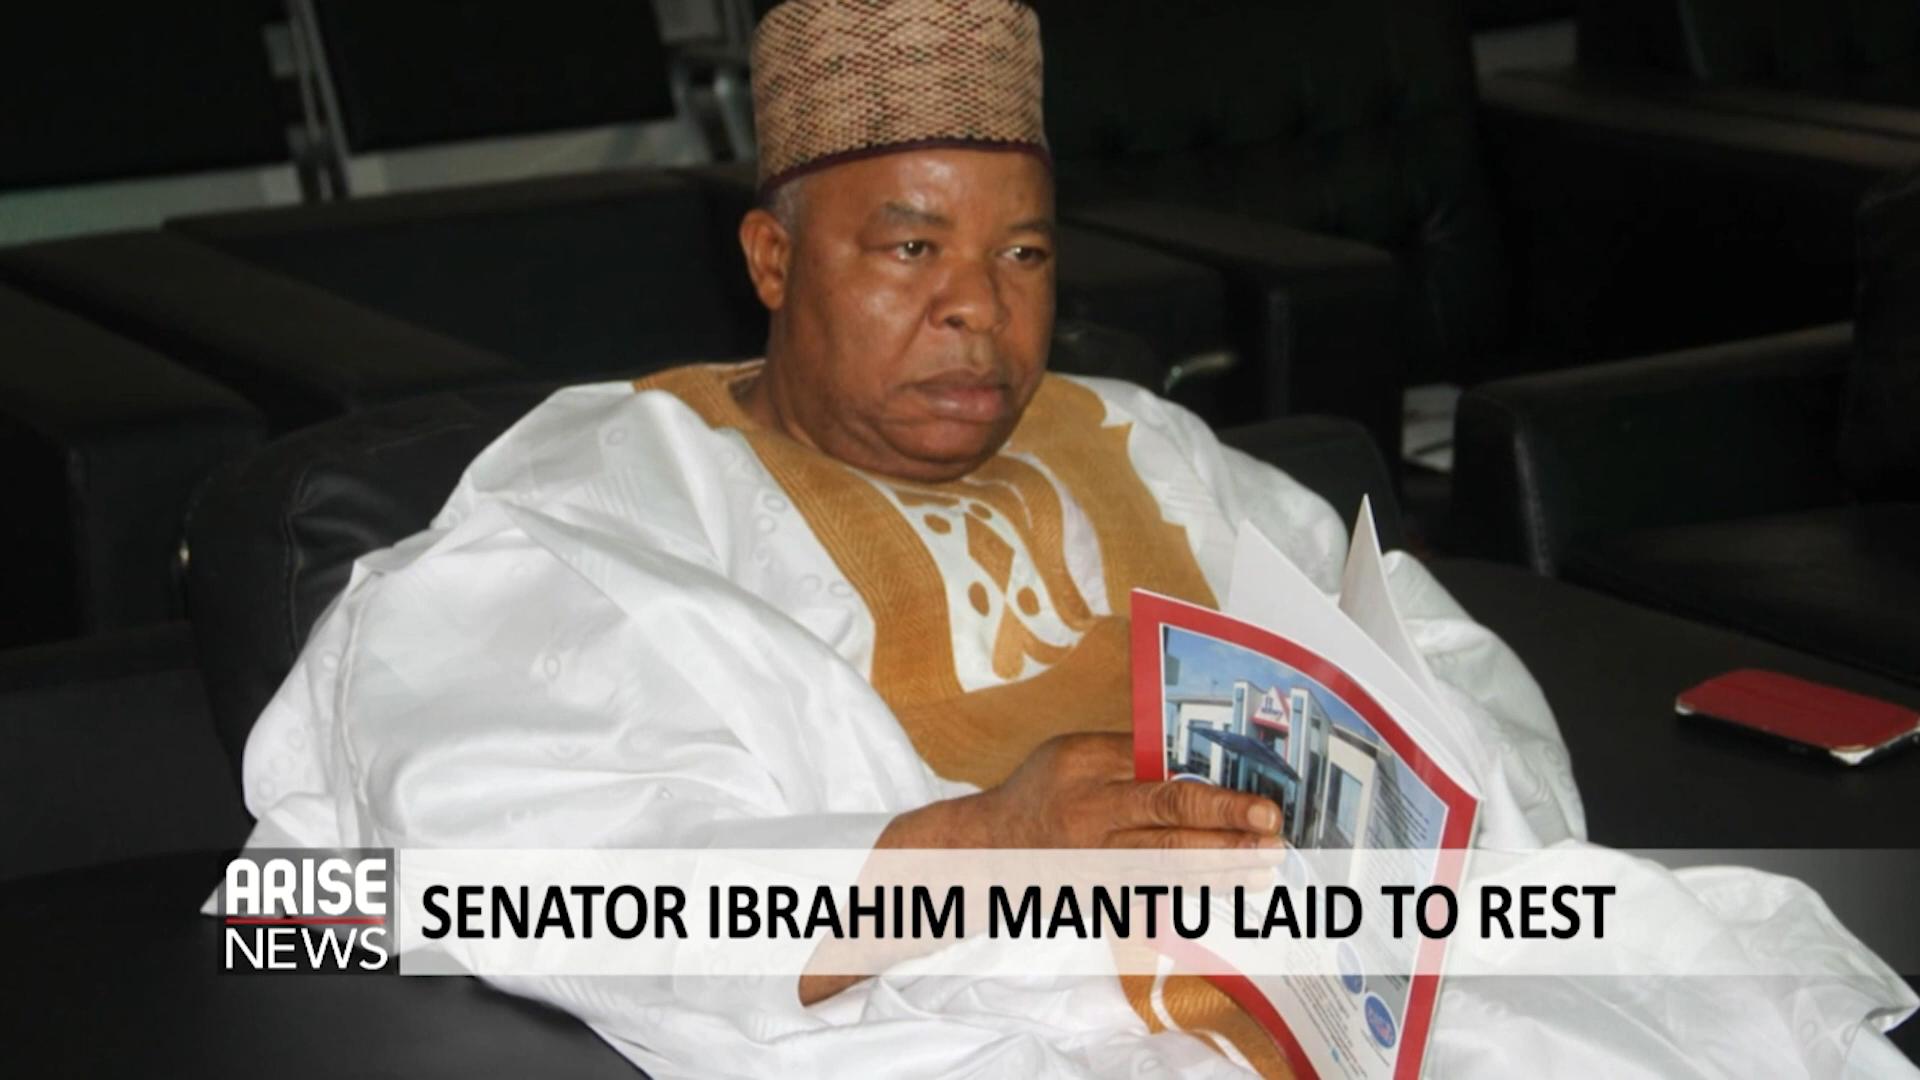 ARISE
NEWS
SENATOR IBRAHIM MANTU LAID TO REST